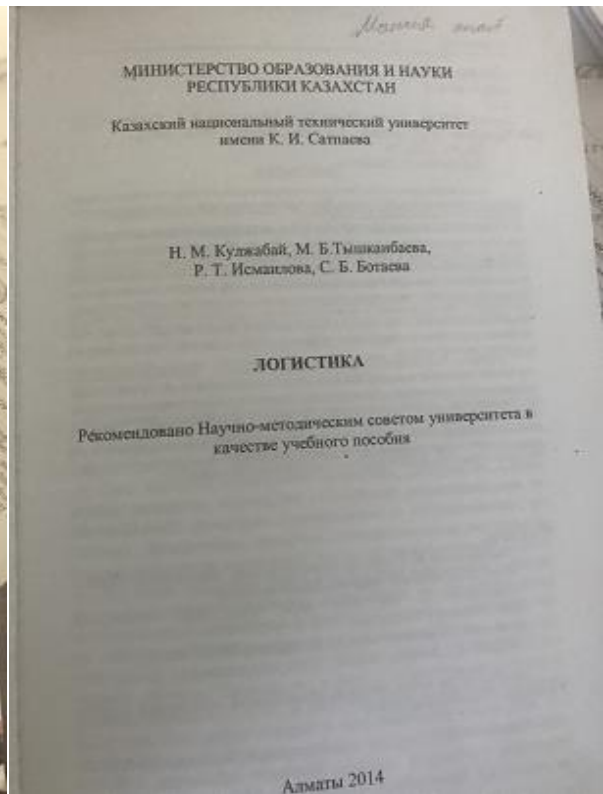 МИНИСТЕРСТВО ОБРАЗОВАНИЯ И НАУКИ
РЕСПУБЛИКИ КАЗАХСТАН
Казахский национальный технический университет
имени К. И. Сатпаева
Н. М. Кулжабай, М. Б.Тышканбаева,
Р. Т. Исмаилова, С. Б. Ботаева
ЛОГИСТИКА
Рекомендовано Научно-методическим советом университета в
качестве учебного пособия
Алматы 2014